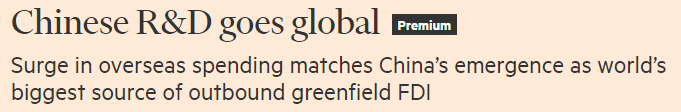 Chinese R&D goes global Premium
Surge in overseas spending matches China’s emergence as world’s
biggest source of outbound greenfield FDI